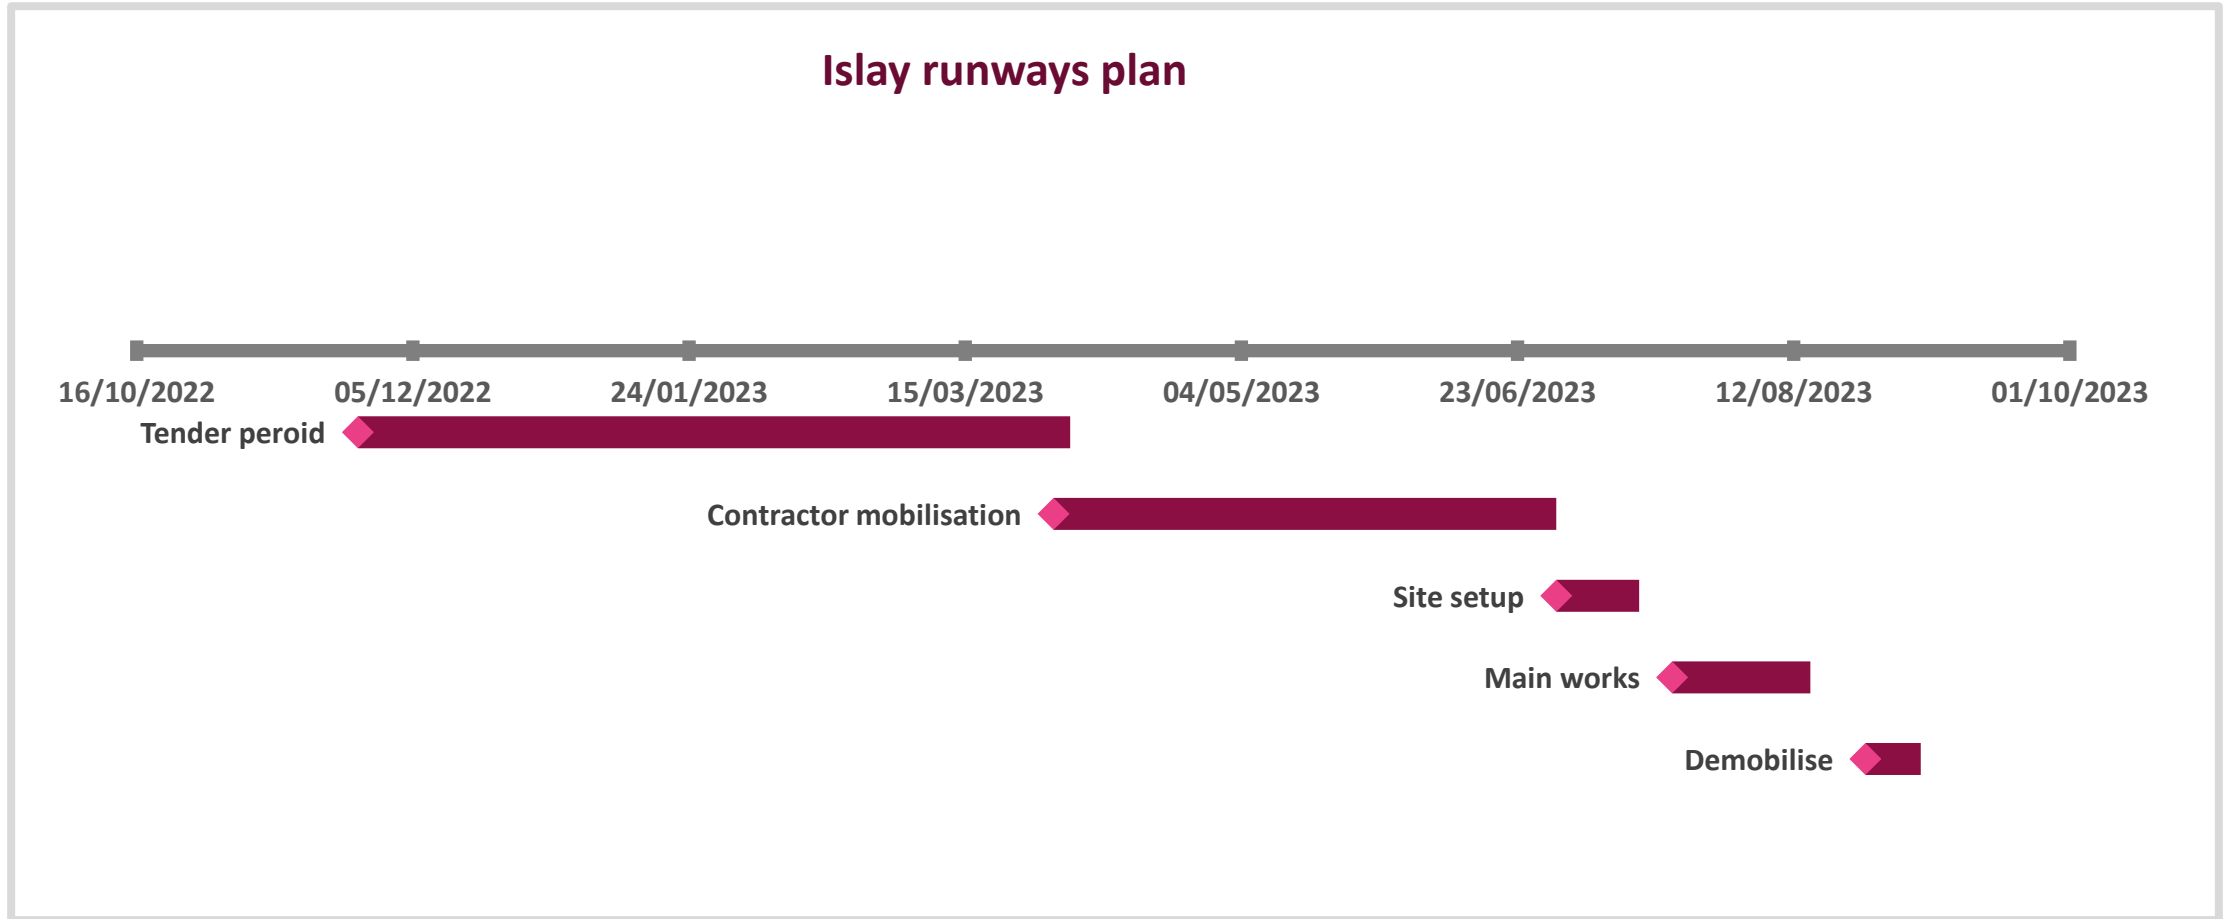 Islay runways plan
16/10/2022 05/12/2022 24/01/2023 15/03/2023 04/05/2023 23/06/2023 12/08/2023 01/10/2023
Tender peroid
Contractor mobilisation
Site setup
Main works
Demobilise